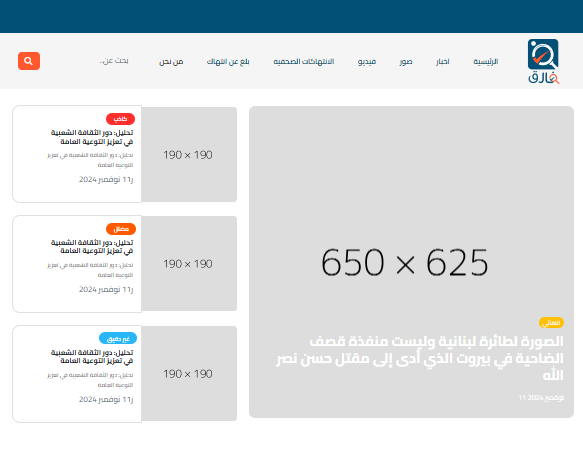 فارق
الرئيسية
اخبار
صور
فيديو
الانتهاكات الصحفيه
بلغ عن انتهاك
من نحن
بحث عن..
650 × 625
الصورة لطائرة لبنانية وليست منفذة قصف
الضاحية في بيروت الذي أدى إلى مقتل حسن نصر
الله
نوفمبر 2024 11
190 × 190
كاذب
تحليل: دور الثقافة الشعبية
في تعزيز التوعية العامة
تحليل: دور الثقافة الشعبية في تعزيز
التوعية العامة
11ر نوفمبر 2024
190 × 190
مضلل
تحليل: دور الثقافة الشعبية
في تعزيز التوعية العامة
تحليل: دور الثقافة الشعبية في تعزيز
التوعية العامة
11ر نوفمبر 2024
190 × 190
غير دقيق
تحليل: دور الثقافة الشعبية
في تعزيز التوعية العامة
تحليل: دور الثقافة الشعبية في تعزيز
التوعية العامة
11ر نوفمبر 2024